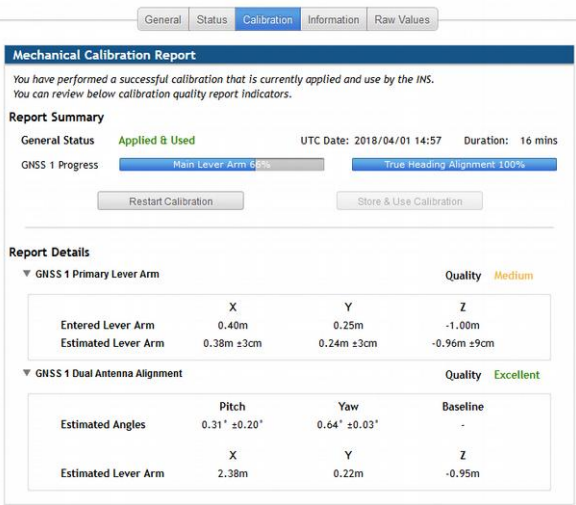 General Status Calibration Information Raw Values
Mechanical Calibration Report
You have performed a successful calibration that is currently applied and use by the INS.
You can review below calibration quality report indicators.
Report Summary
General Status Applied & Used UTC Date: 2018/04/01 14:57 Duration: 16 mins
GNSS 1 Progress Main Lever Arm 66% True Heading Alignment 100%
Restart Calibration Store & Use Calibration
Report Details
GNSS 1 Primary Lever Arm Quality Medium
X Y Z
Entered Lever Arm 0.40m 0.25m -1.00m
Estimated Lever Arm 0.38m ±3cm 0.24m ±3cm -0.96m ±9cm
GNSS 1 Dual Antenna Alignment Quality Excellent
Pitch Yaw Baseline
Estimated Angles 0.31° ±0.20° 0.64° ±0.03° -
X Y Z
Estimated Lever Arm 2.38m 0.22m -0.95m